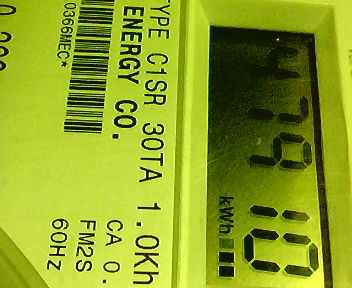 47910
kWh
TYPE C1SR 30TA 1.0Kh
ENERGY CO.
CA 0.
FM2S
60Hz
0366MEC*